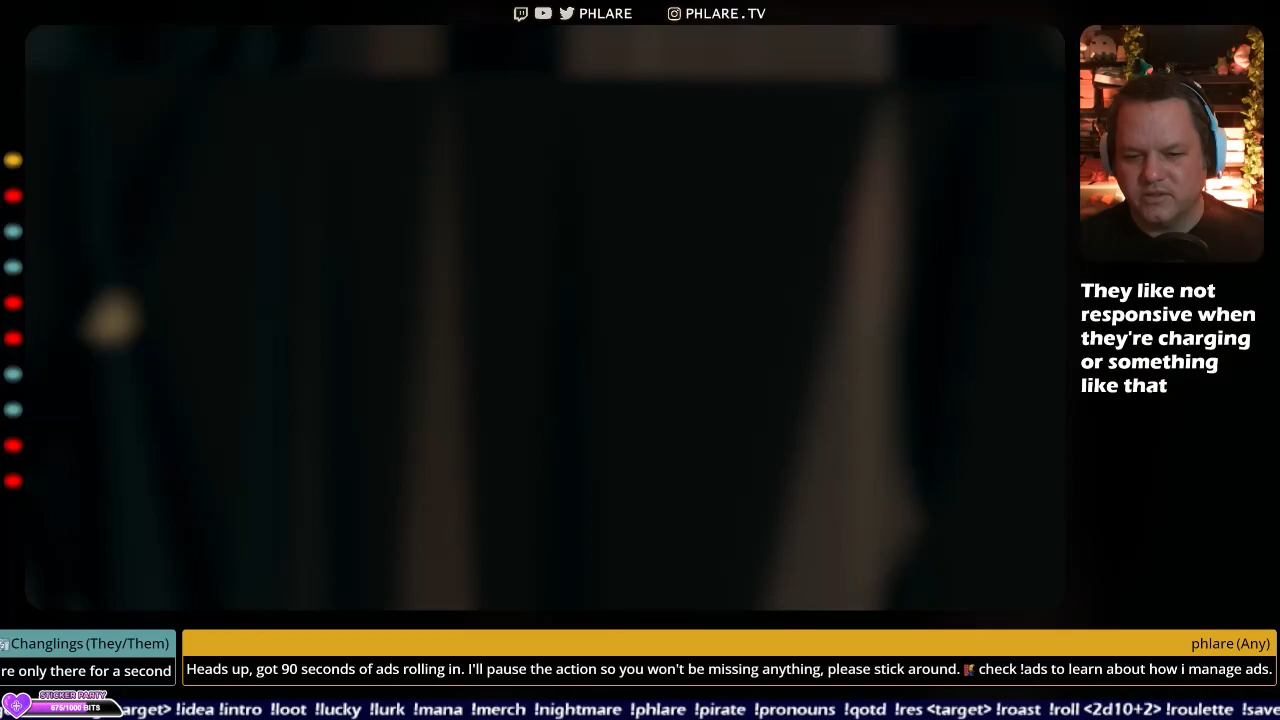 PHLARE PHLARE.TV
They like not
responsive when
they're charging
or something
like that
Changlings (They/Them)
re only there for a second
phlare (Any)
Heads up, got 90 seconds of ads rolling in. I'll pause the action so you won't be missing anything, please stick around. check !ads to learn about how i manage ads.
STICKER PARTY
675/1000 BITS
target> !idea !intro !loot !lucky !lurk !mana !merch !nightmare !phlare !pirate !pronouns !qotd !res <target> !roast !roll <2d10+2> !roulette !save